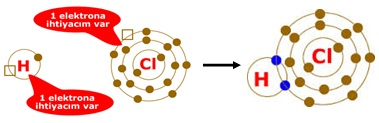 1 elektrona
ihtiyacım var
H
Cl
1 elektrona
ihtiyacım var
Cl
H